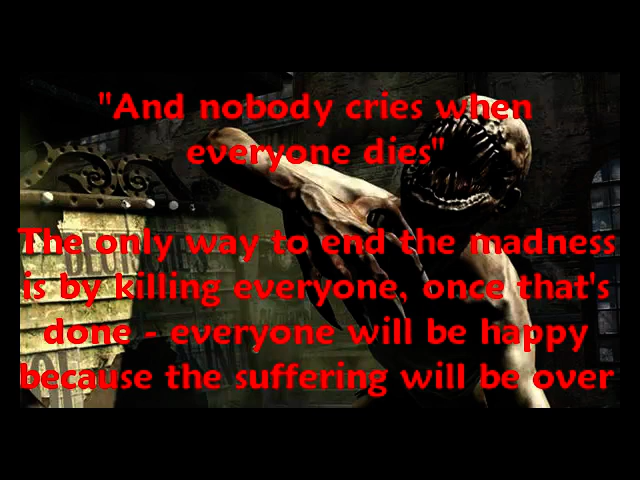 "And nobody cries when
everyone dies"
The only way to end the madness
is by killing everyone, once that's
done - everyone will be happy
because the suffering will be over